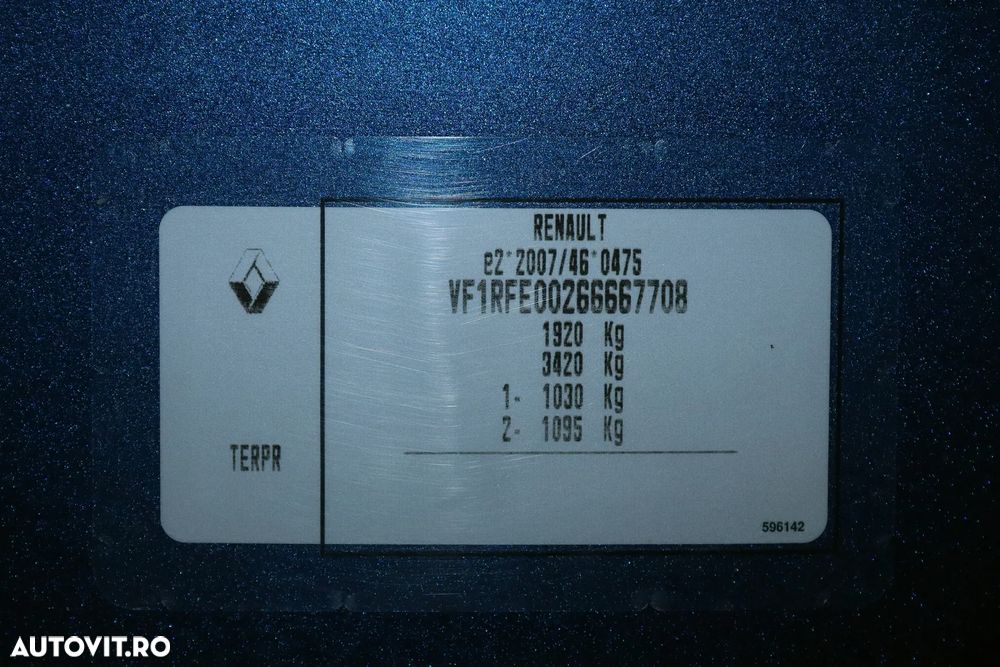 RENAULT
e2*2007/46*0475
VF1RFE00266667708
1920 Kg
3420 Kg
1- 1030 Kg
2- 1095 Kg
TERPR
596142
AUTOVIT.RO